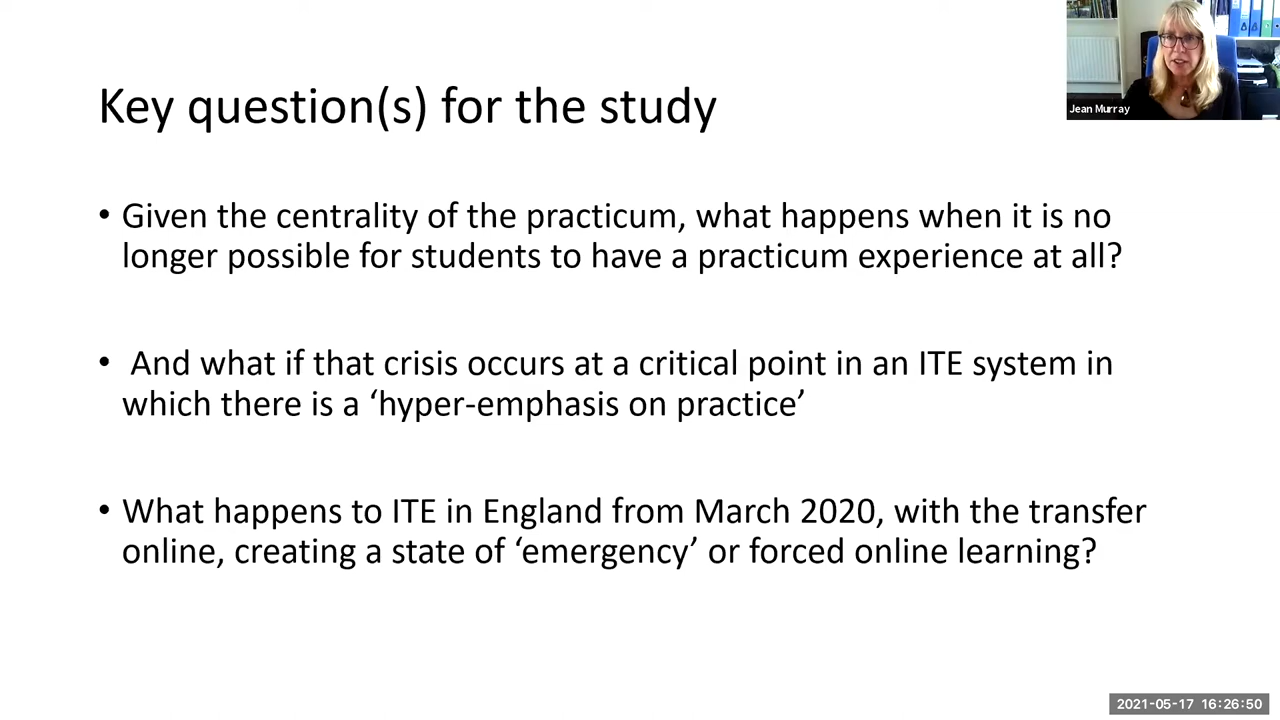 Key question(s) for the study
Jean Murray
• Given the centrality of the practicum, what happens when it is no
longer possible for students to have a practicum experience at all?
• And what if that crisis occurs at a critical point in an ITE system in
which there is a ‘hyper-emphasis on practice’
• What happens to ITE in England from March 2020, with the transfer
online, creating a state of ‘emergency’ or forced online learning?
2021-05-17 16:26:50